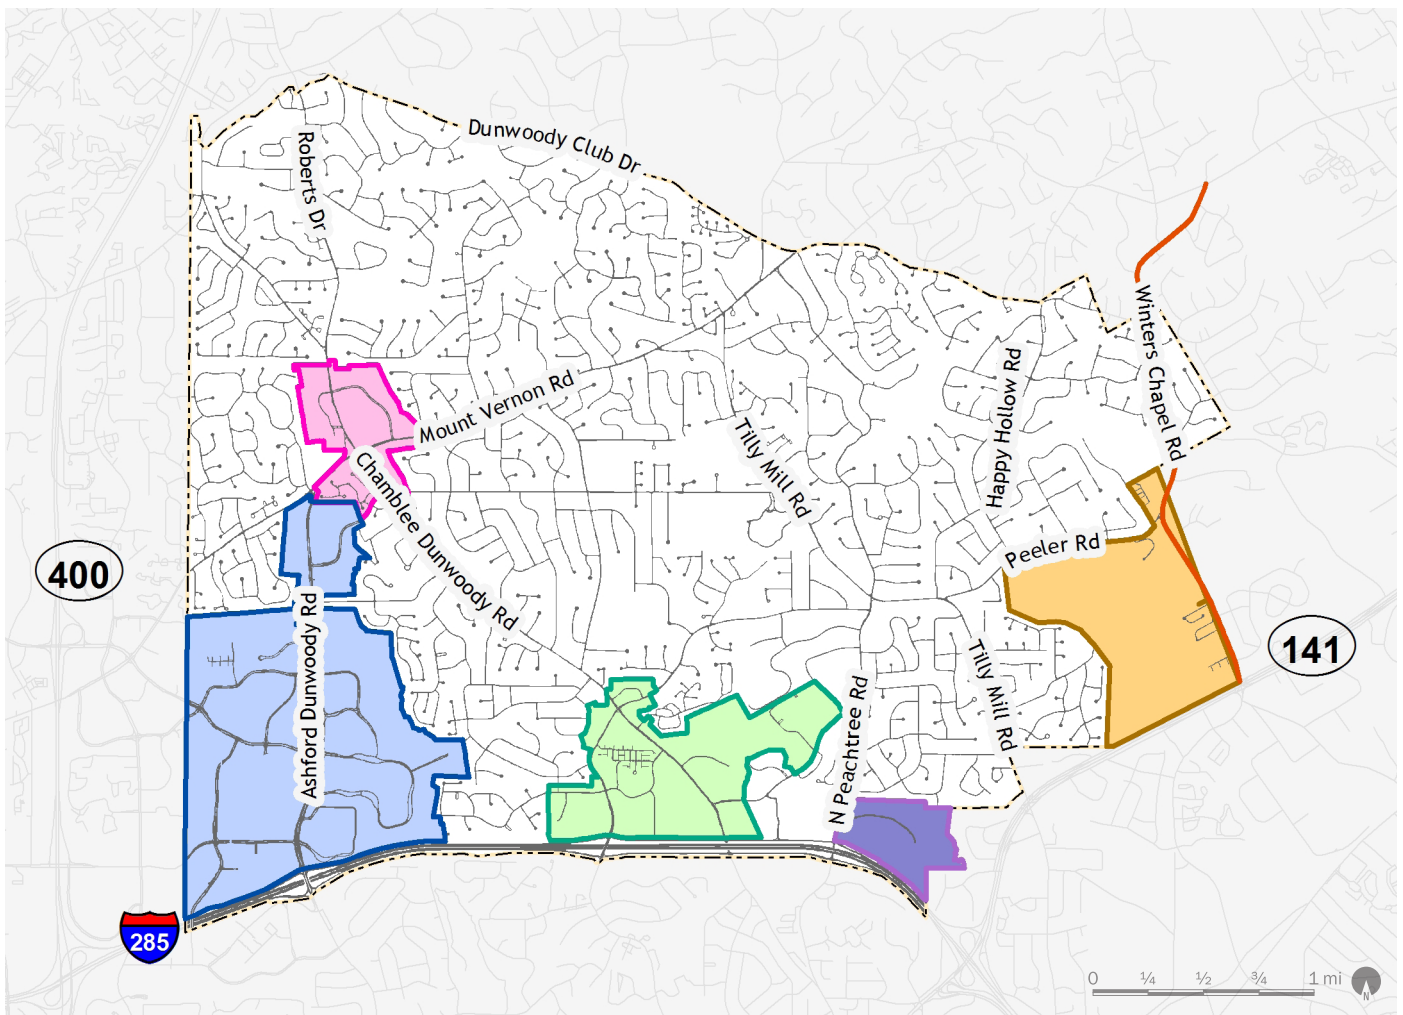 Dunwoody Club Dr
Roberts Dr
Winters Chapel Rd
Happy Hollow Rd
Mount Vernon Rd
Tilly Mill Rd
Chamblee Dunwoody Rd
Peeler Rd
400
Ashford Dunwoody Rd
141
Tilly Mill Rd
N Peachtree Rd
285
0 ¼ ½ ¾ 1 mi
N